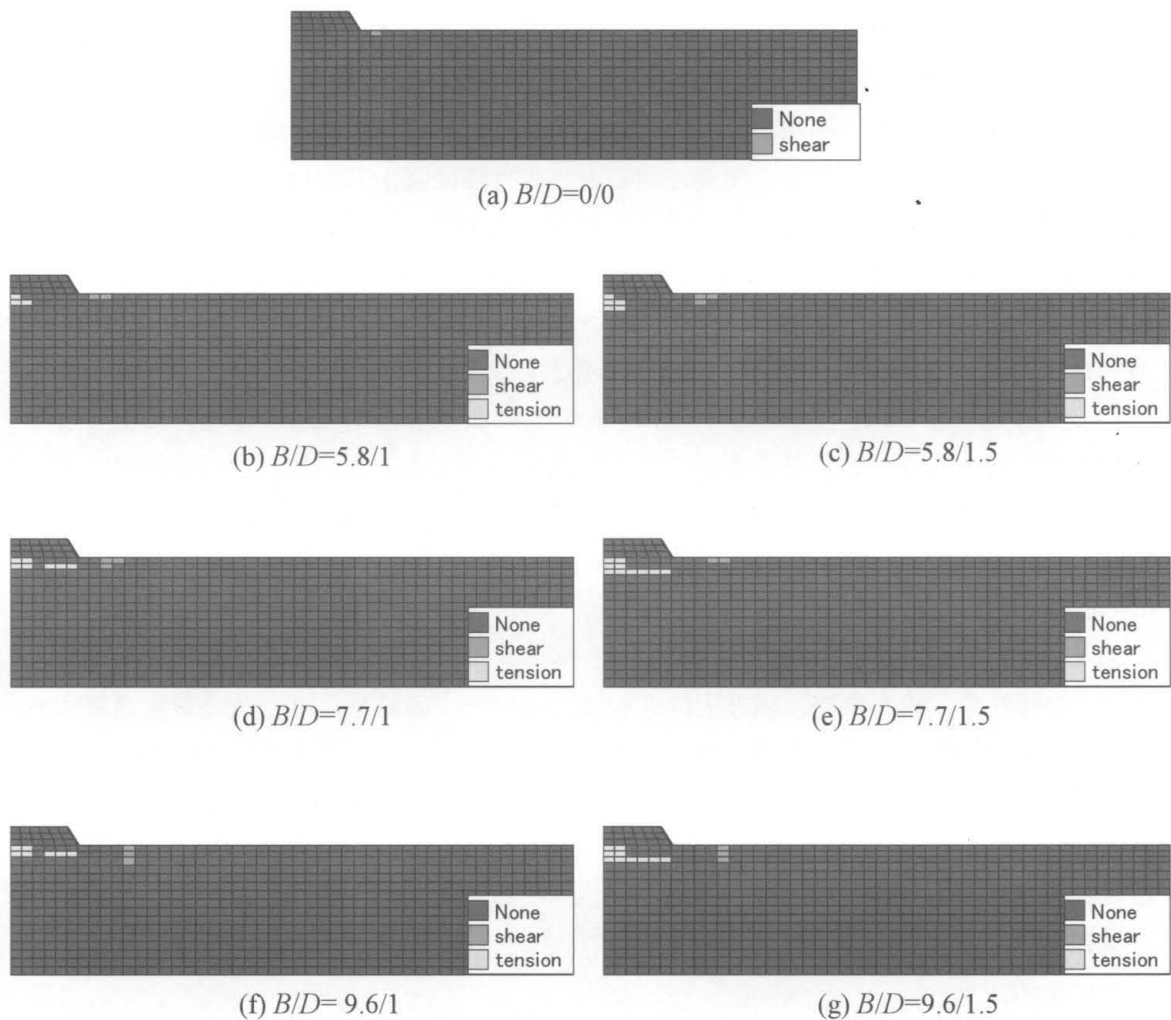 None
shear
(a) B/D=0/0
None
shear
tension
(b) B/D=5.8/1
None
shear
tension
(c) B/D=5.8/1.5
None
shear
tension
(d) B/D=7.7/1
None
shear
tension
(e) B/D=7.7/1.5
None
shear
tension
(f) B/D= 9.6/1
None
shear
tension
(g) B/D=9.6/1.5